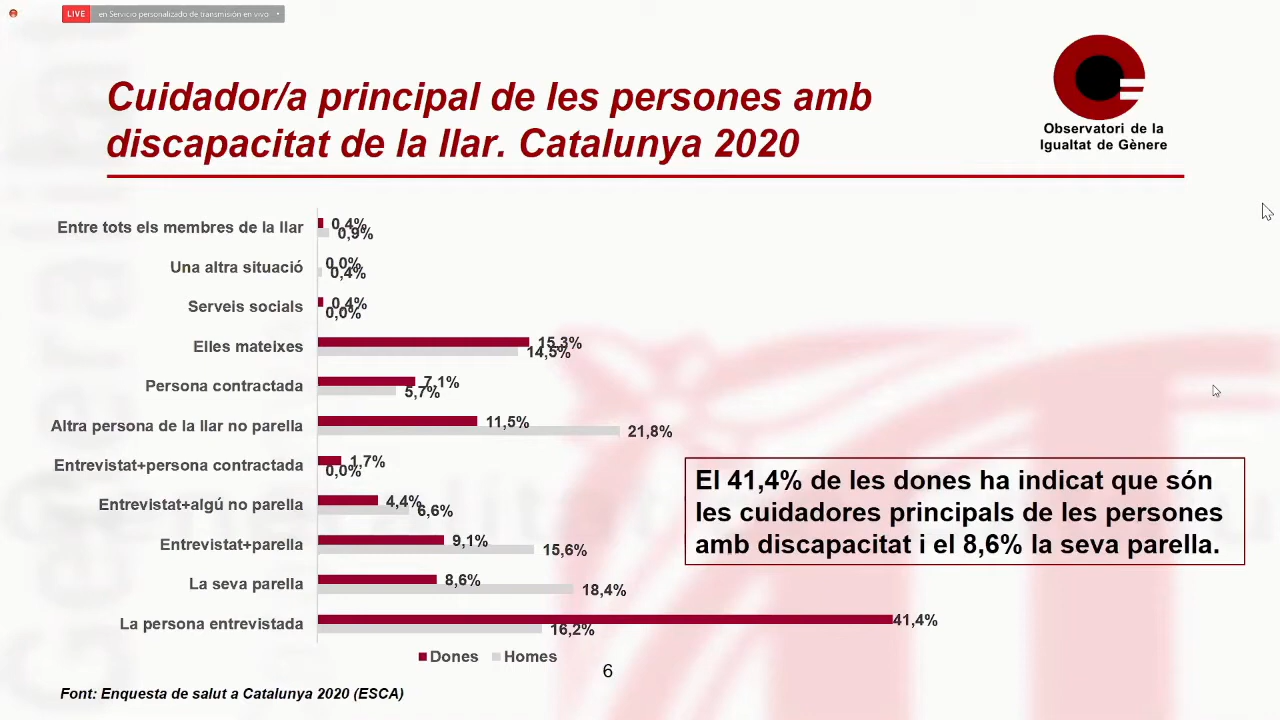 LIVE en Servicio personalizado de transmisión en vivo
Cuidador/a principal de les persones amb
discapacitat de la llar. Catalunya 2020
Observatori de la
Igualtat de Gènere
Entre tots els membres de la llar 0,4% 0,9%
Una altra situació 0,0% 0,4%
Serveis socials 0,4% 0,0%
Elles mateixes 15,3% 14,5%
Persona contractada 7,1% 5,7%
Altra persona de la llar no parella 11,5% 21,8%
Entrevistat+persona contractada 1,7% 0,0%
Entrevistat+algú no parella 4,4% 6,6%
Entrevistat+parella 9,1% 15,6%
La seva parella 8,6% 18,4%
La persona entrevistada 41,4% 16,2%
Dones Homes
El 41,4% de les dones ha indicat que són
les cuidadores principals de les persones
amb discapacitat i el 8,6% la seva parella.
6
Font: Enquesta de salut a Catalunya 2020 (ESCA)